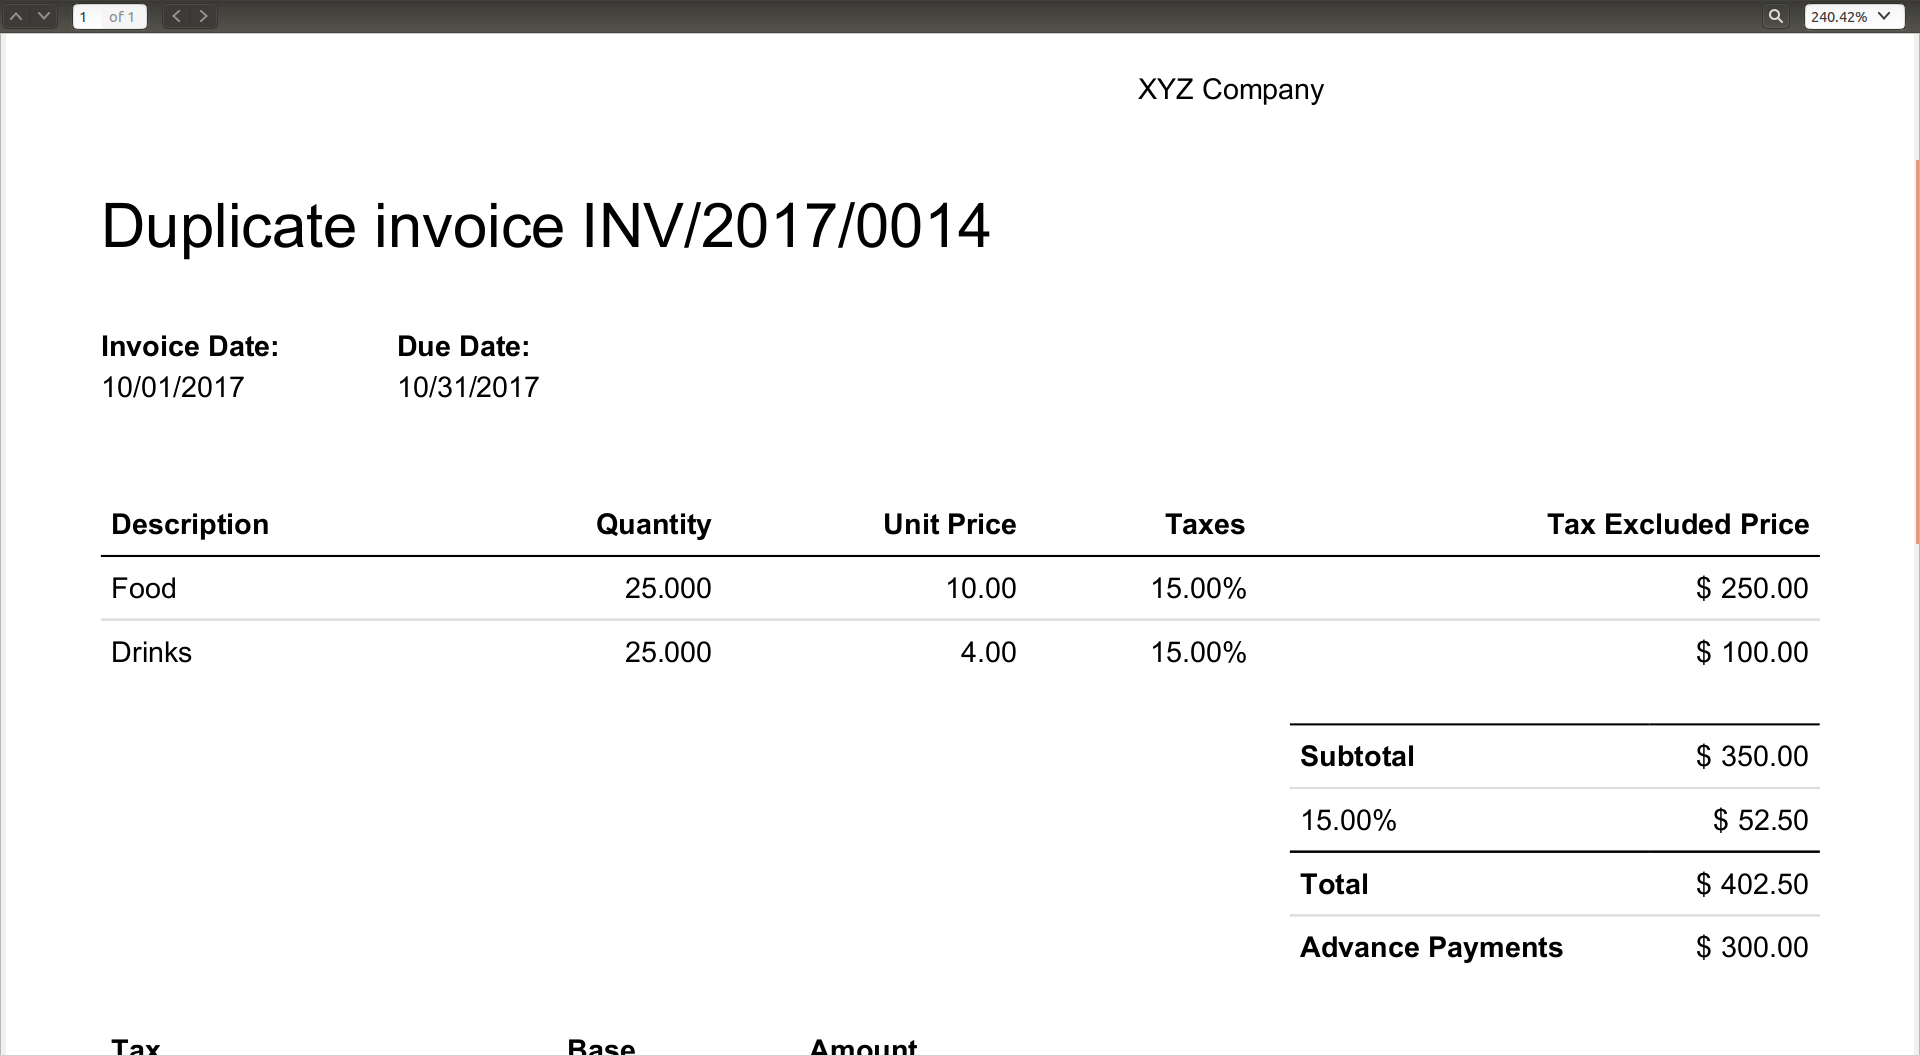 1 of 1 240.42%
XYZ Company
Duplicate invoice INV/2017/0014
Invoice Date: Due Date:
10/01/2017 10/31/2017
Description Quantity Unit Price Taxes Tax Excluded Price
Food 25.000 10.00 15.00% $ 250.00
Drinks 25.000 4.00 15.00% $ 100.00
Subtotal $ 350.00
15.00% $ 52.50
Total $ 402.50
Advance Payments $ 300.00
Tax Base Amount